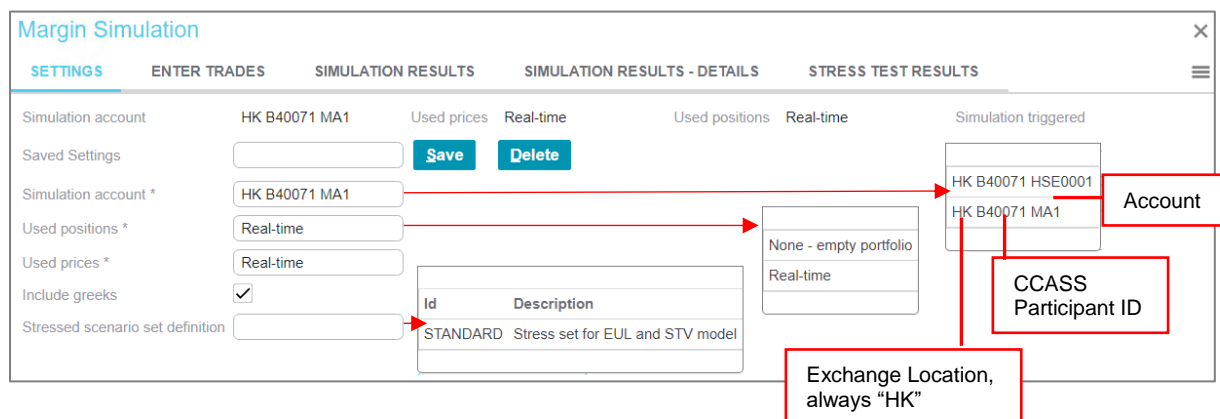 Margin Simulation
SETTINGS ENTER TRADES SIMULATION RESULTS SIMULATION RESULTS - DETAILS STRESS TEST RESULTS
Simulation account HK B40071 MA1 Used prices Real-time Used positions Real-time Simulation triggered
Saved Settings Save Delete
Simulation account * HK B40071 MA1
Used positions * Real-time
Used prices * Real-time
Include greeks
Stressed scenario set definition
Id Description
STANDARD Stress set for EUL and STV model
None - empty portfolio
Real-time
HK B40071 HSE0001
HK B40071 MA1
Account
CCASS
Participant ID
Exchange Location,
always “HK”